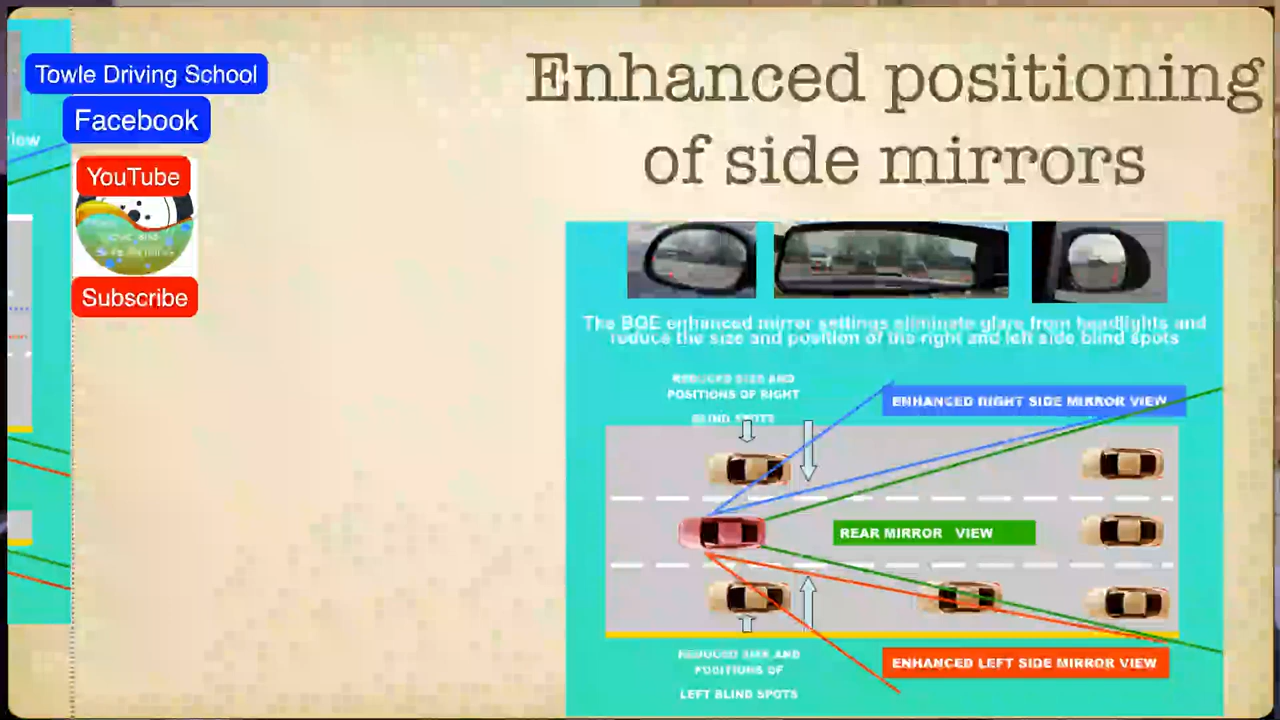 Towle Driving School
Facebook
YouTube
Subscribe
Enhanced positioning
of side mirrors
The BGE enhanced mirror settings eliminate glare from headlights and
reduce the size and position of the right and left side blind spots
REDUCED SIZE AND
POSITIONS OF RIGHT
BLIND SPOTS
ENHANCED RIGHT SIDE MIRROR VIEW
REAR MIRROR VIEW
REDUCED SIZE AND
POSITIONS OF
LEFT BLIND SPOTS
ENHANCED LEFT SIDE MIRROR VIEW